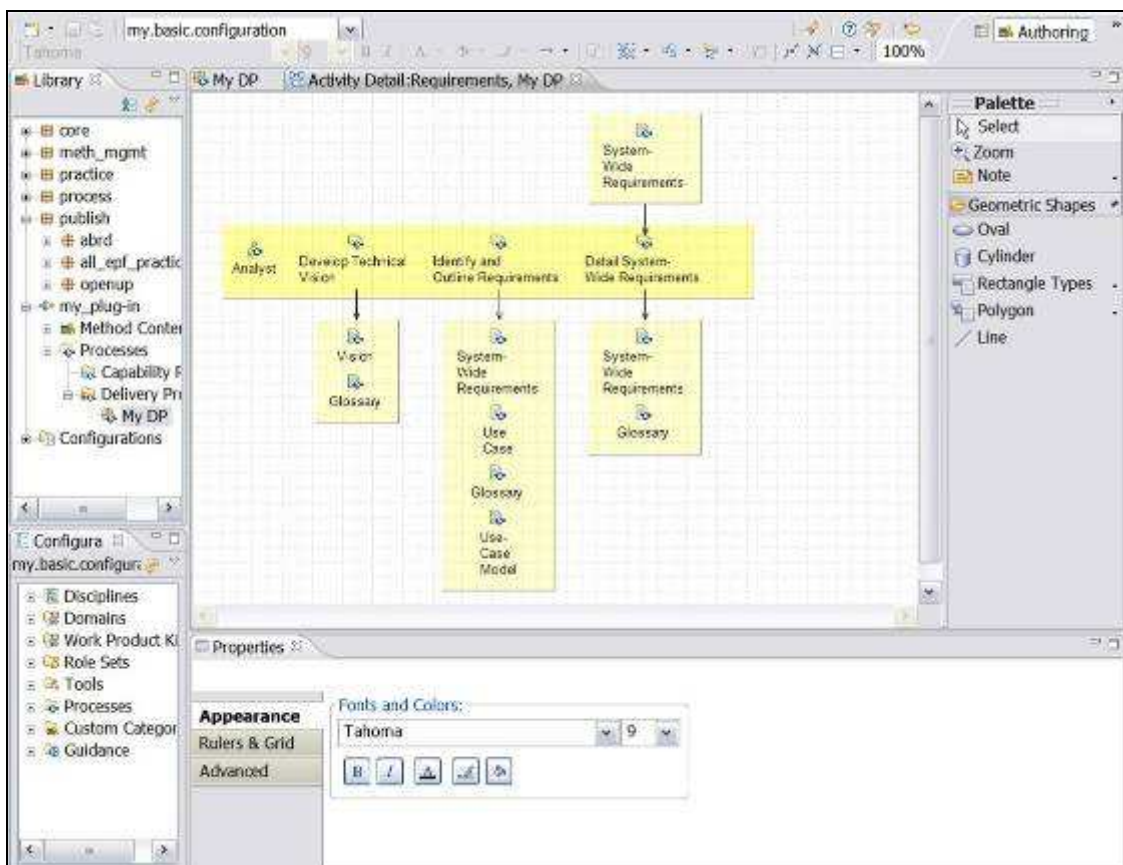 my.basic.configuration
Authoring
Tahoma
9
100%
Library
My DP
Activity Detail:Requirements, My DP
core
meth_mgmt
practice
process
publish
abrd
all_epf_practic
openup
my_plug-in
Method Conter
Processes
Capability P
Delivery Pro
My DP
Configurations
System-
Wide
Requirements
Analyst
Develop Technical
Vision
Identify and
Outline Requirements
Detail System-
Wide Requirements
Vision
Glossary
System-
Wide
Requirements
Use
Case
Glossary
Use-
Case
Model
System-
Wide
Requirements
Glossary
Palette
Select
Zoom
Note
Geometric Shapes
Oval
Cylinder
Rectangle Types
Polygon
Line
Configura
my.basic.configura
Disciplines
Domains
Work Product Ki
Role Sets
Tools
Processes
Custom Categor
Guidance
Properties
Appearance
Rulers & Grid
Advanced
Fonts and Colors:
Tahoma
9
B
I
A